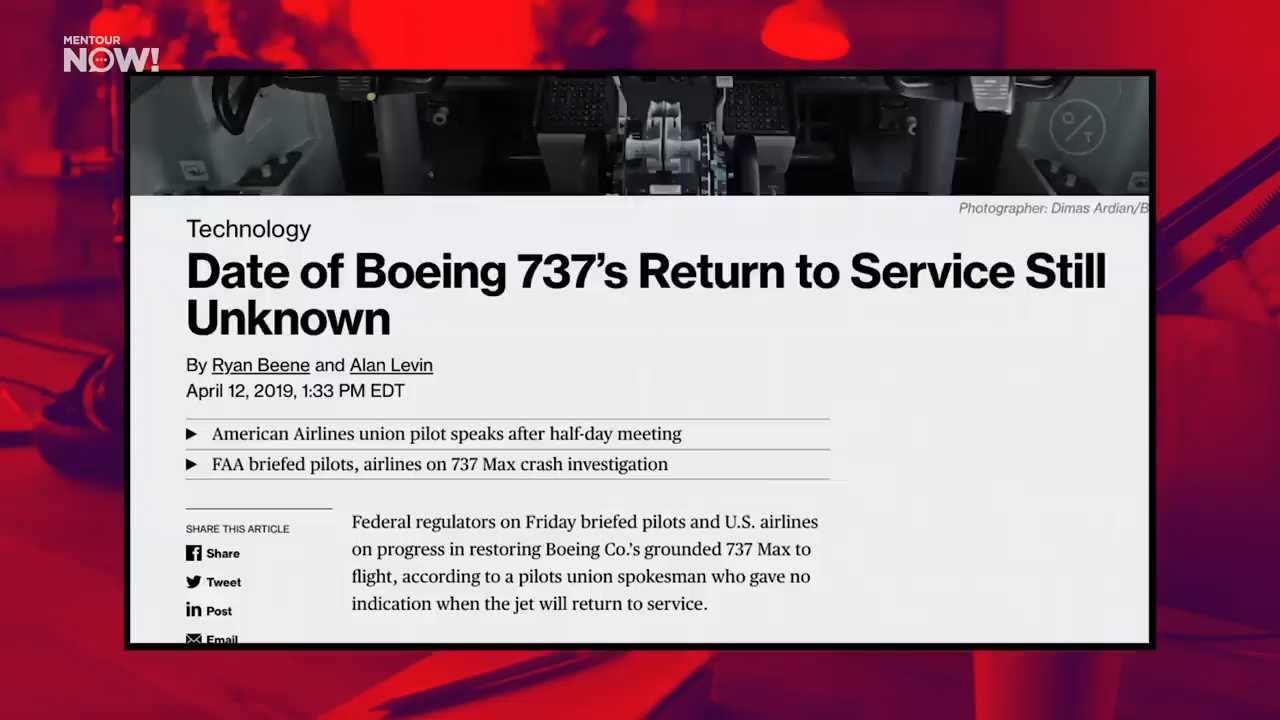 MENTOUR
NOW!
Photographer: Dimas Ardian/B
Technology
Date of Boeing 737’s Return to Service Still
Unknown
By Ryan Beene and Alan Levin
April 12, 2019, 1:33 PM EDT
▶ American Airlines union pilot speaks after half-day meeting
▶ FAA briefed pilots, airlines on 737 Max crash investigation
SHARE THIS ARTICLE
Share
Tweet
Post
Email
Federal regulators on Friday briefed pilots and U.S. airlines
on progress in restoring Boeing Co.’s grounded 737 Max to
flight, according to a pilots union spokesman who gave no
indication when the jet will return to service.